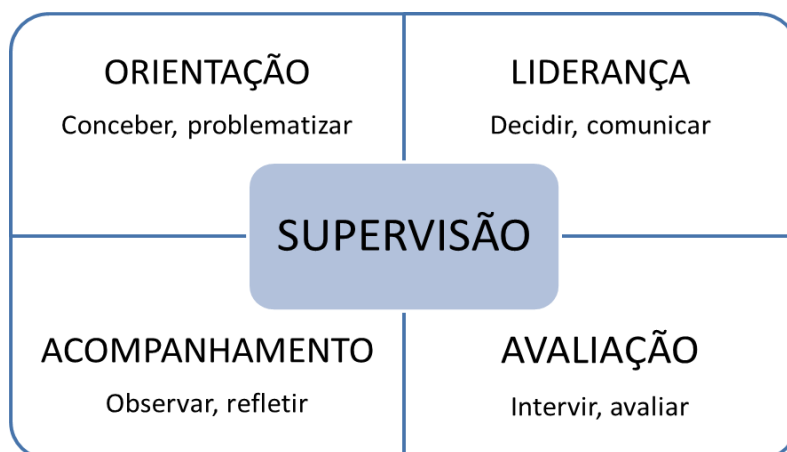 ORIENTAÇÃO
Conceber, problematizar
LIDERANÇA
Decidir, comunicar
SUPERVISÃO
ACOMPANHAMENTO
Observar, refletir
AVALIAÇÃO
Intervir, avaliar